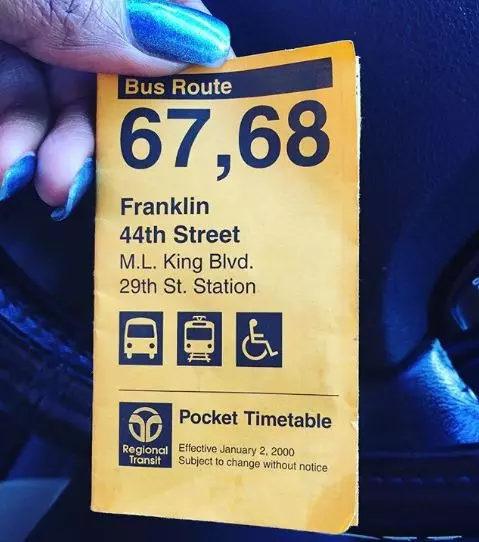 Bus Route
67,68
Franklin
44th Street
M.L. King Blvd.
29th St. Station
Pocket Timetable
Regional
Transit
Effective January 2, 2000
Subject to change without notice